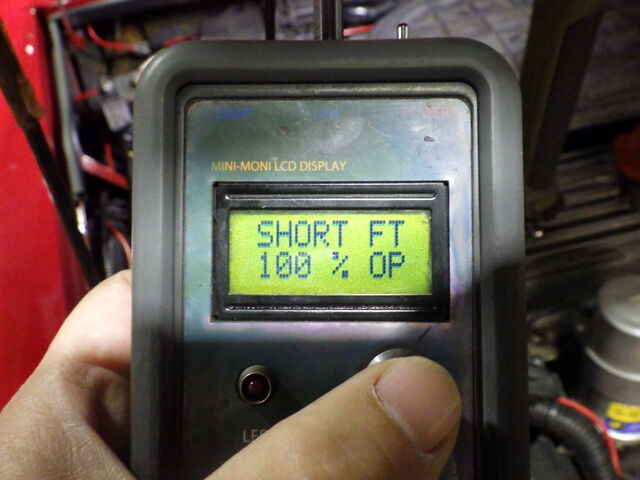 MINI-MONI LCD DISPLAY
SHORT FT
100 % OP